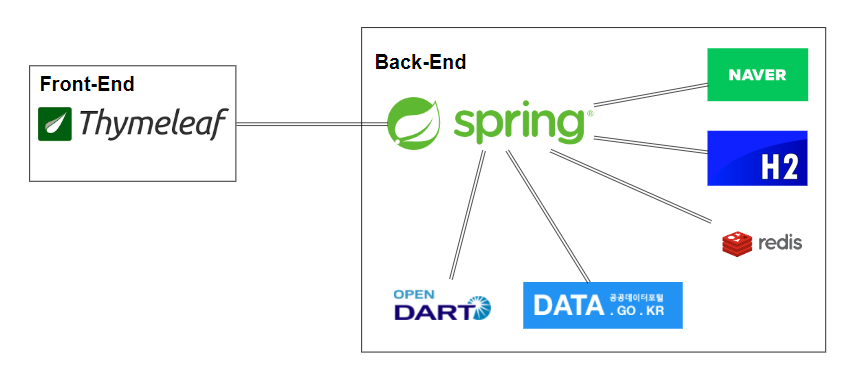 Front-End
Thymeleaf
Back-End
spring®
NAVER
H2
redis
OPEN
DART
DATA 공공데이터포털
.GO.KR